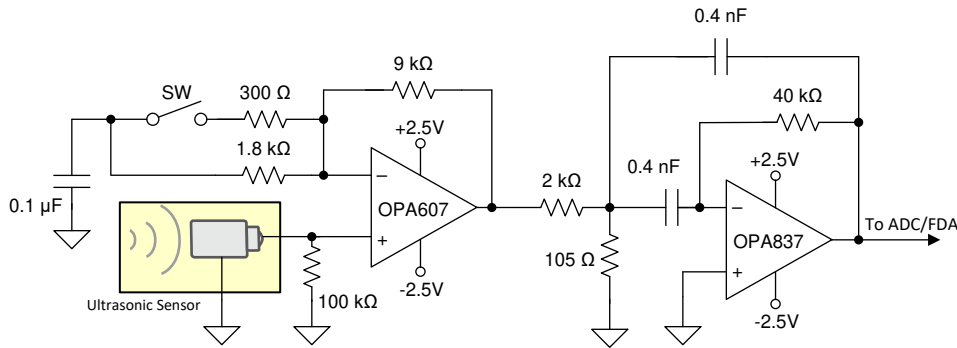 0.4 nF
9 kΩ
SW
300 Ω
40 kΩ
+2.5V
1.8 kΩ
+2.5V
0.4 nF
−
2 kΩ
0.1 µF
OPA607
−
To ADC/FDA
+
OPA837
105 Ω
+
-2.5V
100 kΩ
Ultrasonic Sensor
-2.5V